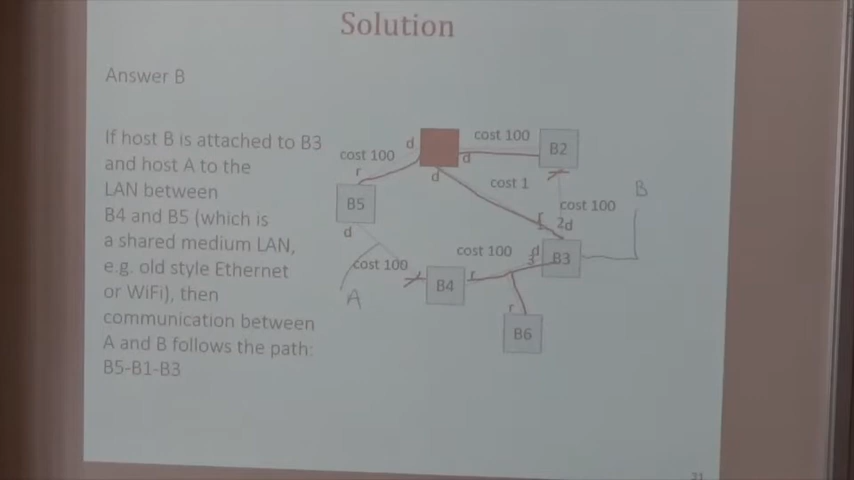 Solution
Answer B
If host B is attached to B3
and host A to the
LAN between
B4 and B5 (which is
a shared medium LAN,
e.g. old style Ethernet
or WiFi), then
communication between
A and B follows the path:
B5-B1-B3
d
cost 100
d
B2
cost 100
r
d
cost 1
B5
cost 100
2d
B
d
cost 100
cost 100
d
3
B3
A
B4
r
r
B6
31